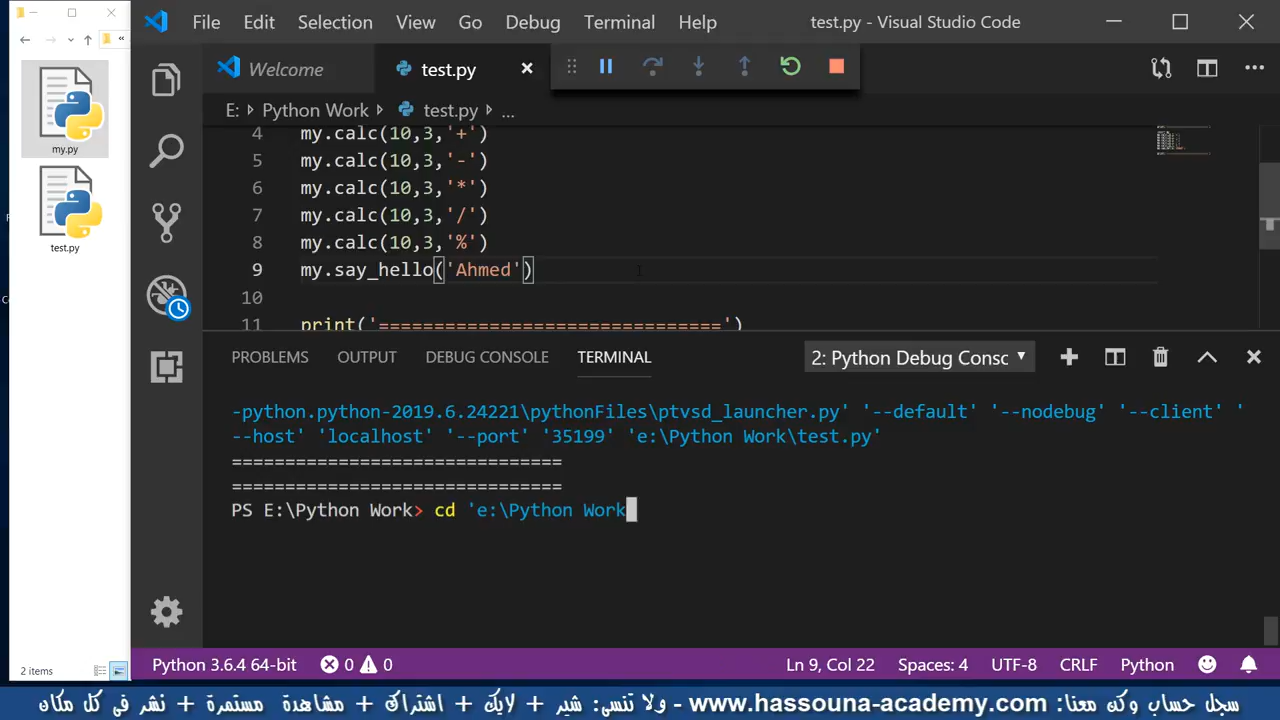 File Edit Selection View Go Debug Terminal Help test.py - Visual Studio Code
Welcome test.py
E: Python Work test.py ...
4 my.calc(10,3,'+')
5 my.calc(10,3,'-')
6 my.calc(10,3,'*')
7 my.calc(10,3,'/')
8 my.calc(10,3,'%')
9 my.say_hello('Ahmed')
10
11 print('===============================')
my.py
test.py
PROBLEMS OUTPUT DEBUG CONSOLE TERMINAL 2: Python Debug Consc
-python.python-2019.6.24221\pythonFiles\ptvsd_launcher.py' '--default' '--nodebug' '--client' '
--host' 'localhost' '--port' '35199' 'e:\Python Work\test.py'
===============================
===============================
PS E:\Python Work> cd 'e:\Python Work
2 items
Python 3.6.4 64-bit 0 0 Ln 9, Col 22 Spaces: 4 UTF-8 CRLF Python
سجل حساب وكن معنا: www.hassouna-academy.com - ولا تنسى: شير + لايك + اشتراك + مشاهدة مستمرة + نشر فى كل مكان